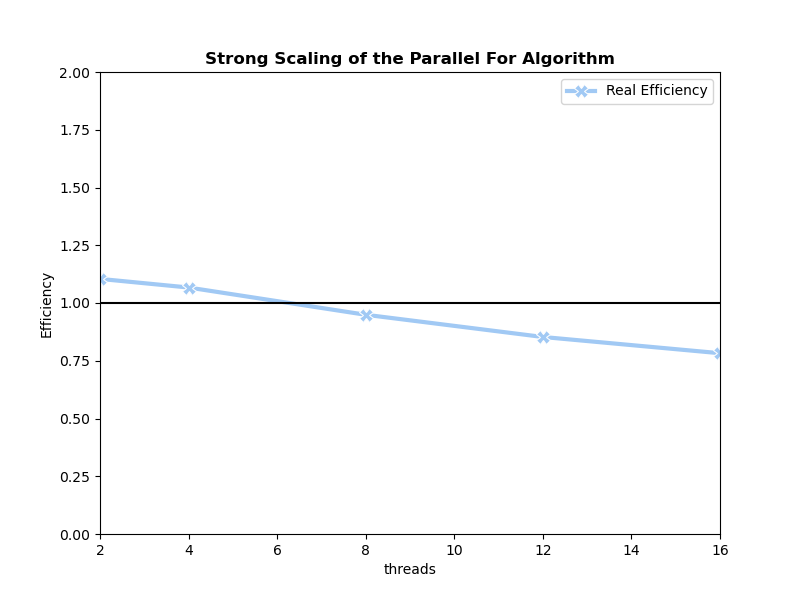 Strong Scaling of the Parallel For Algorithm
Real Efficiency
Efficiency
2.00
1.75
1.50
1.25
1.00
0.75
0.50
0.25
0.00
2 4 6 8 10 12 14 16
threads